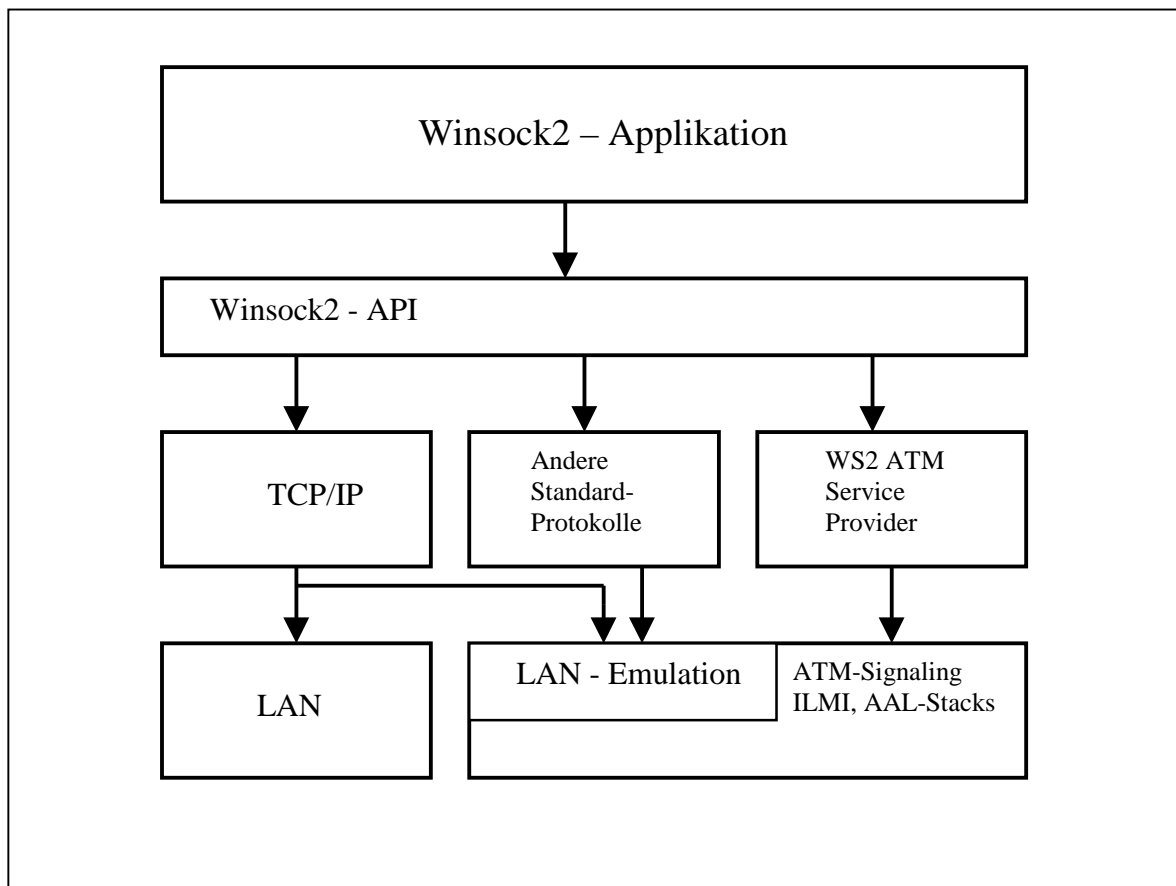 Winsock2 – Applikation
Winsock2 - API
TCP/IP
Andere
Standard-
Protokolle
WS2 ATM
Service
Provider
LAN
LAN - Emulation
ATM-Signaling
ILMI, AAL-Stacks